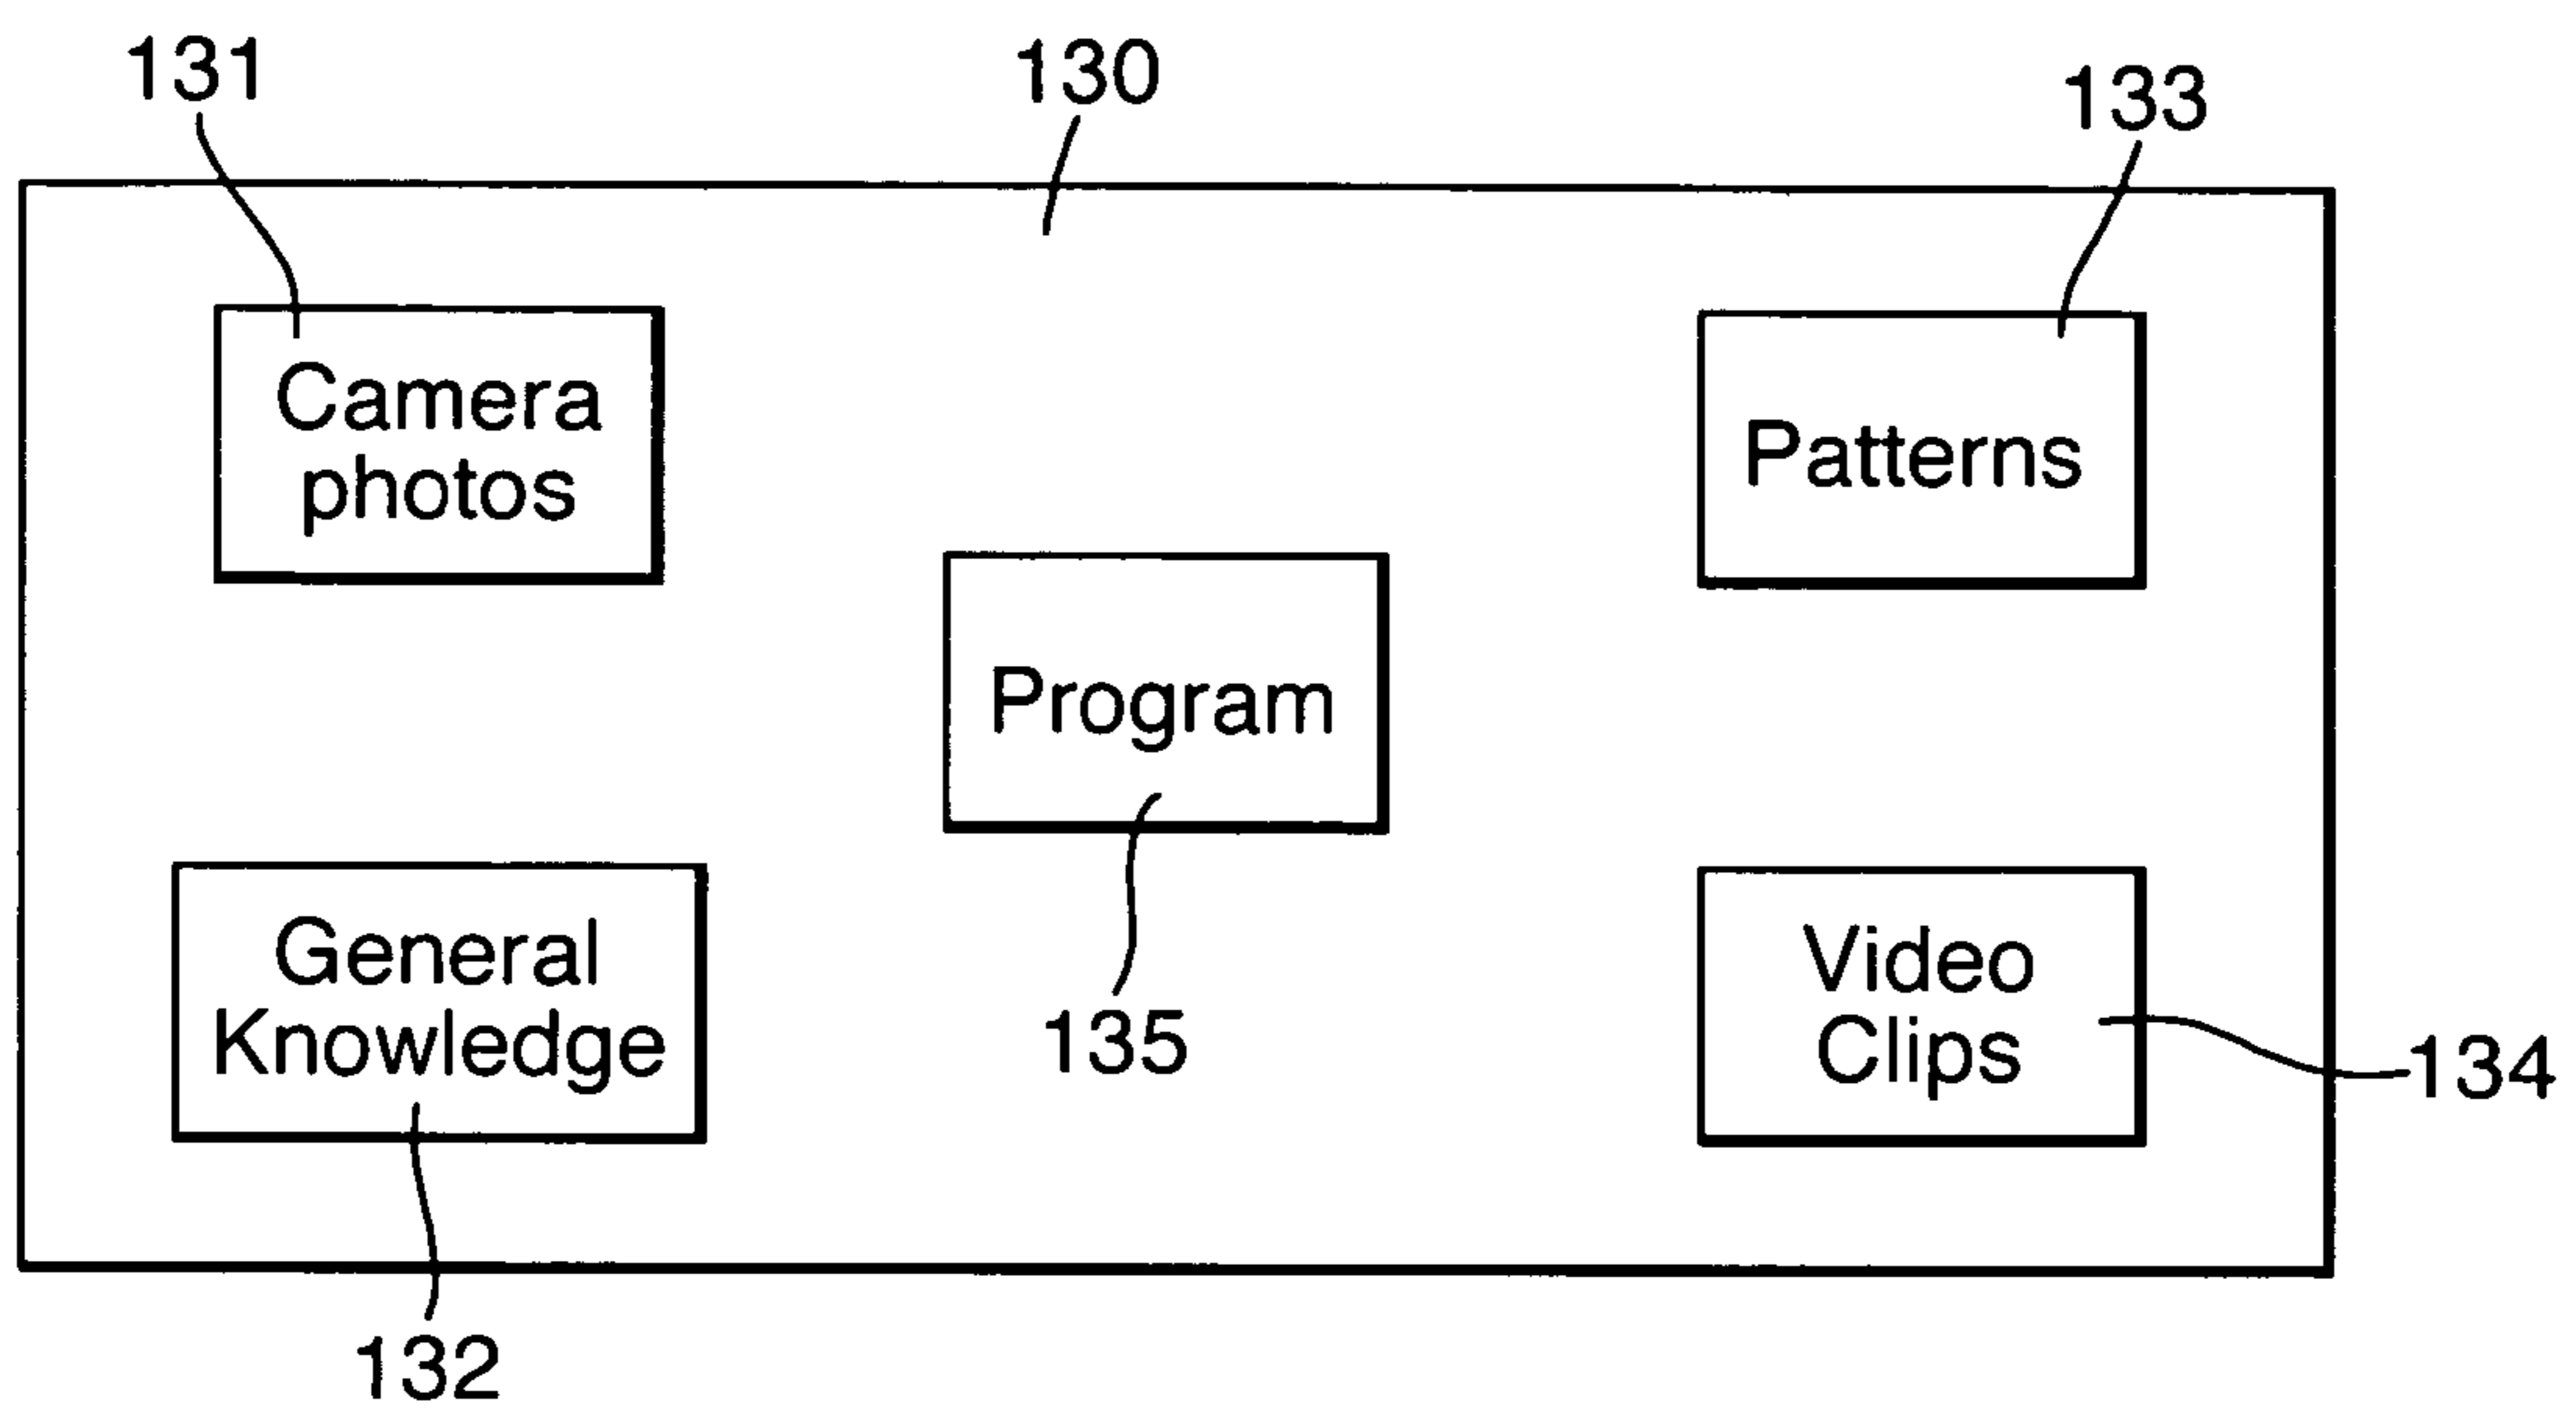 131
130
133
Camera
photos
Patterns
Program
135
General
Knowledge
132
Video
Clips
134